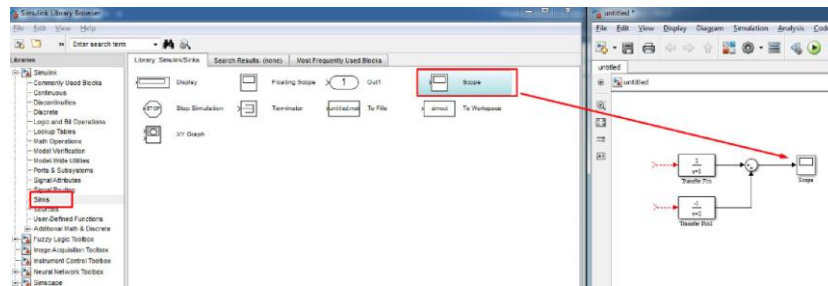 Simulink Library Browser
File Edit View Help
» Enter search term
Libraries
Library: Simulink/Sinks
Search Results: (none)
Most Frequently Used Blocks
Simulink
Commonly Used Blocks
Continuous
Discontinuities
Discrete
Logic and Bit Operations
Lookup Tables
Math Operations
Model Verification
Model-Wide Utilities
Ports & Subsystems
Signal Attributes
Signal Routing
Sinks
Sources
User-Defined Functions
Additional Math & Discrete
Fuzzy Logic Toolbox
Image Acquisition Toolbox
Instrument Control Toolbox
Neural Network Toolbox
Simscape
Display
Floating Scope
1 Out1
Scope
STOP Stop Simulation
Terminator
untitled.mat To File
simout To Workspace
XY Graph
untitled *
File Edit View Display Diagram Simulation Analysis Code
untitled
untitled
Transfer Fcn
Transfer Fcn1
Scope